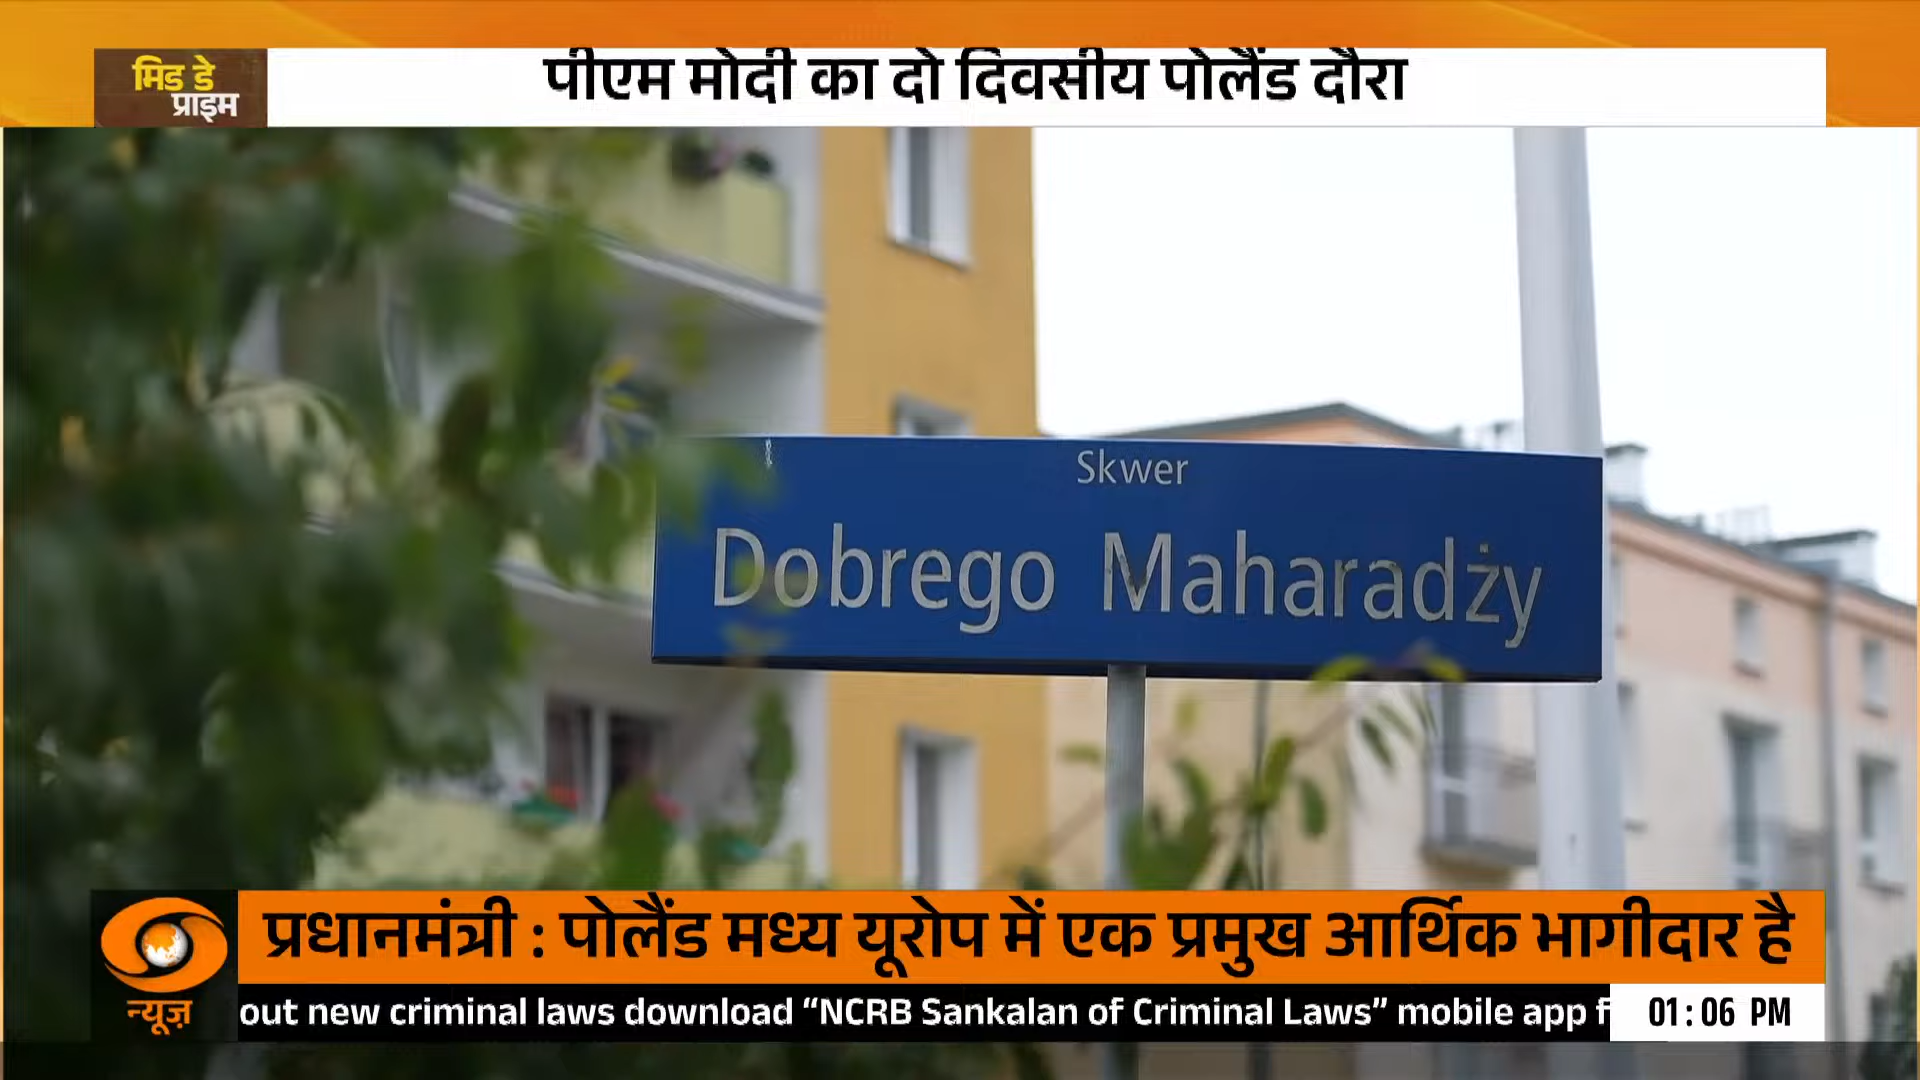 मिड डे
प्राइम
पीएम मोदी का दो दिवसीय पोलैंड दौरा
Skwer
Dobrego Maharadży
प्रधानमंत्री : पोलैंड मध्य यूरोप में एक प्रमुख आर्थिक भागीदार है
न्यूज़
out new criminal laws download “NCRB Sankalan of Criminal Laws” mobile app f
01:06 PM